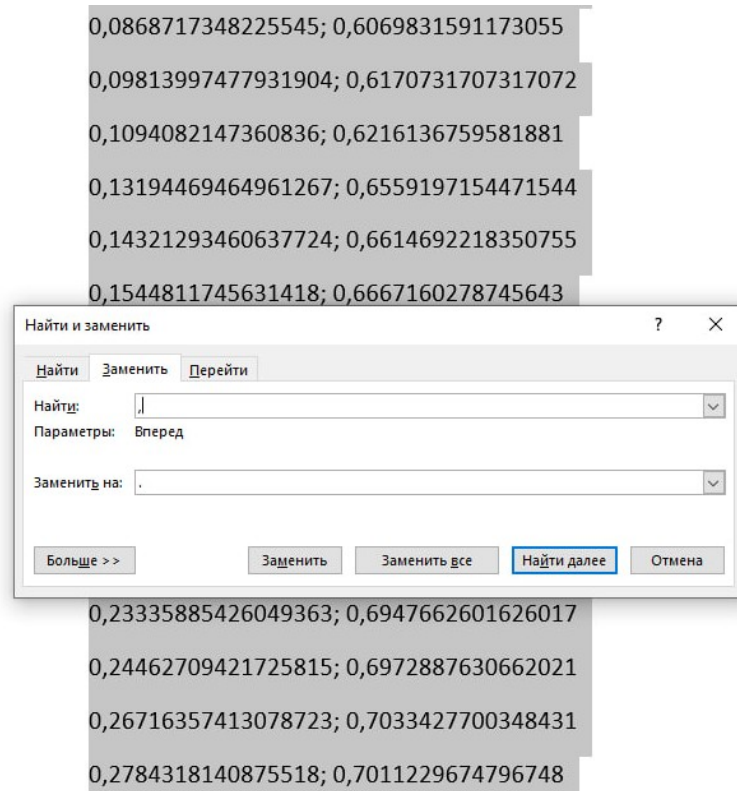 0,0868717348225545; 0,6069831591173055
0,09813997477931904; 0,6170731707317072
0,1094082147360836; 0,6216136759581881
0,13194469464961267; 0,6559197154471544
0,14321293460637724; 0,6614692218350755
0,1544811745631418; 0,6667160278745643
Найти и заменить ? ×
Найти Заменить Перейти
Найти: ,
Параметры: Вперед
Заменить на: .
Больше >> Заменить Заменить все Найти далее Отмена
0,23335885426049363; 0,6947662601626017
0,24462709421725815; 0,6972887630662021
0,26716357413078723; 0,7033427700348431
0,2784318140875518; 0,7011229674796748